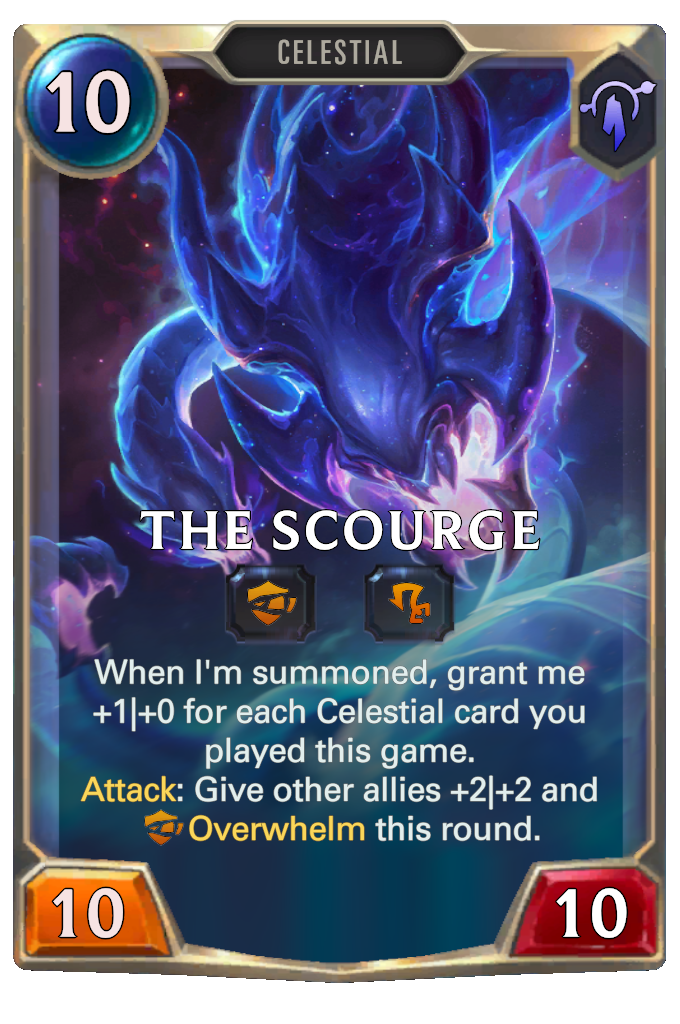 CELESTIAL
10
THE SCOURGE
When I'm summoned, grant me
+1|+0 for each Celestial card you
played this game.
Attack: Give other allies +2|+2 and
Overwhelm this round.
10
10